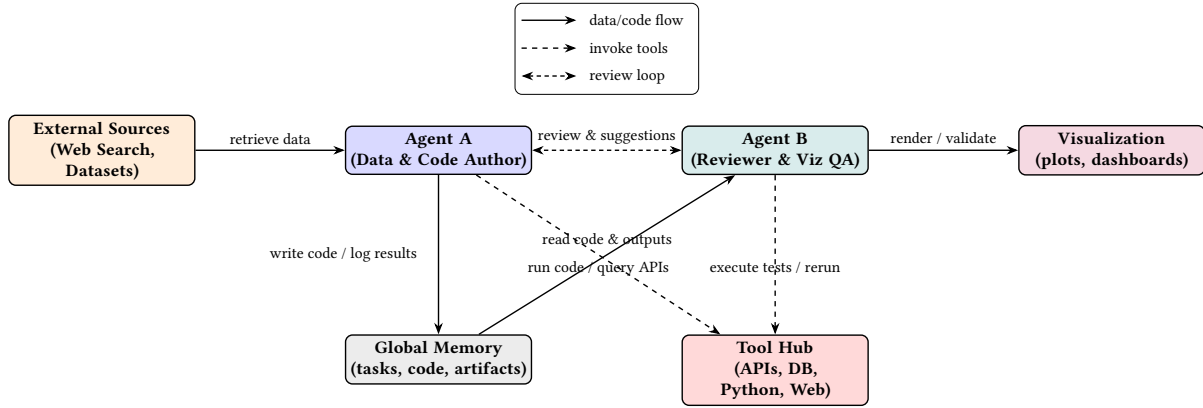 data/code flow
invoke tools
review loop
External Sources
(Web Search,
Datasets)
retrieve data
Agent A
(Data & Code Author)
review & suggestions
Agent B
(Reviewer & Viz QA)
render / validate
Visualization
(plots, dashboards)
write code / log results
read code & outputs
run code / query APIs
execute tests / rerun
Global Memory
(tasks, code, artifacts)
Tool Hub
(APIs, DB,
Python, Web)